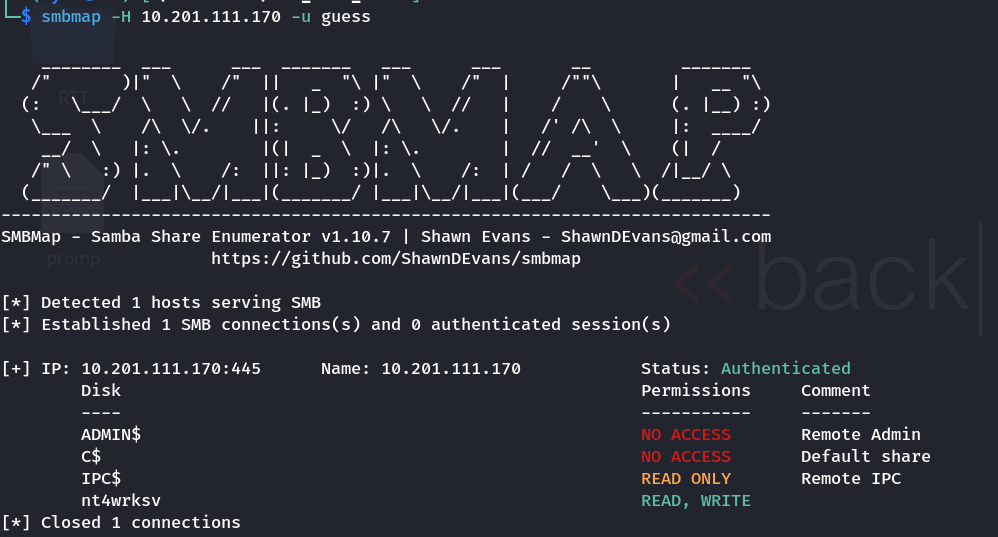 $ smbmap -H 10.201.111.170 -u guess
SMBMap - Samba Share Enumerator v1.10.7 | Shawn Evans - ShawnDEvans@gmail.com
https://github.com/ShawnDEvans/smbmap
promp
<< back
[*] Detected 1 hosts serving SMB
[*] Established 1 SMB connections(s) and 0 authenticated session(s)
[+] IP: 10.201.111.170:445 Name: 10.201.111.170 Status: Authenticated
Disk Permissions Comment
---- ----------- -------
ADMIN$ NO ACCESS Remote Admin
C$ NO ACCESS Default share
IPC$ READ ONLY Remote IPC
nt4wrksv READ, WRITE
[*] Closed 1 connections